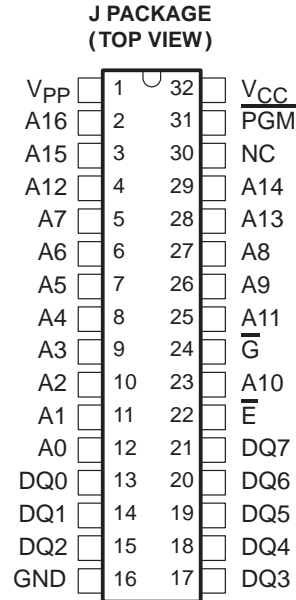 J PACKAGE
(TOP VIEW)
VPP 1 32 VCC
A16 2 31 PGM
A15 3 30 NC
A12 4 29 A14
A7 5 28 A13
A6 6 27 A8
A5 7 26 A9
A4 8 25 A11
A3 9 24 G
A2 10 23 A10
A1 11 22 E
A0 12 21 DQ7
DQ0 13 20 DQ6
DQ1 14 19 DQ5
DQ2 15 18 DQ4
GND 16 17 DQ3